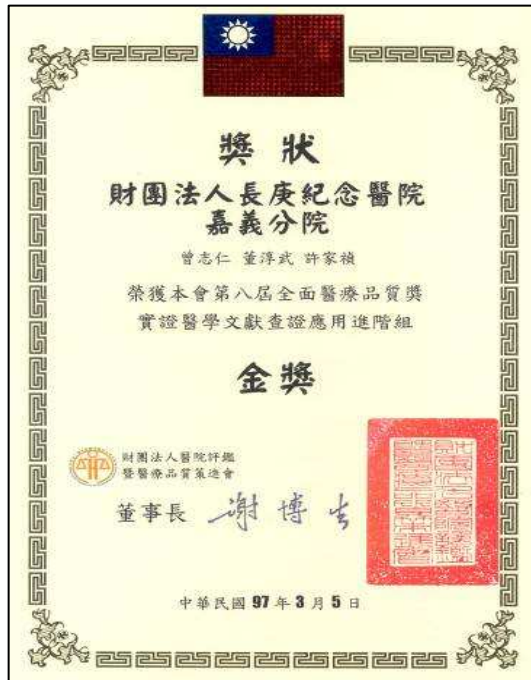 獎狀
財團法人長庚紀念醫院
嘉義分院
曾志仁 董淳武 許家禎
榮獲本會第八屆全面醫療品質獎
實證醫學文獻查證應用進階組
金獎
財團法人醫院評鑑
暨醫療品質策進會
董事長 謝博生
中華民國 97 年 3 月 5 日